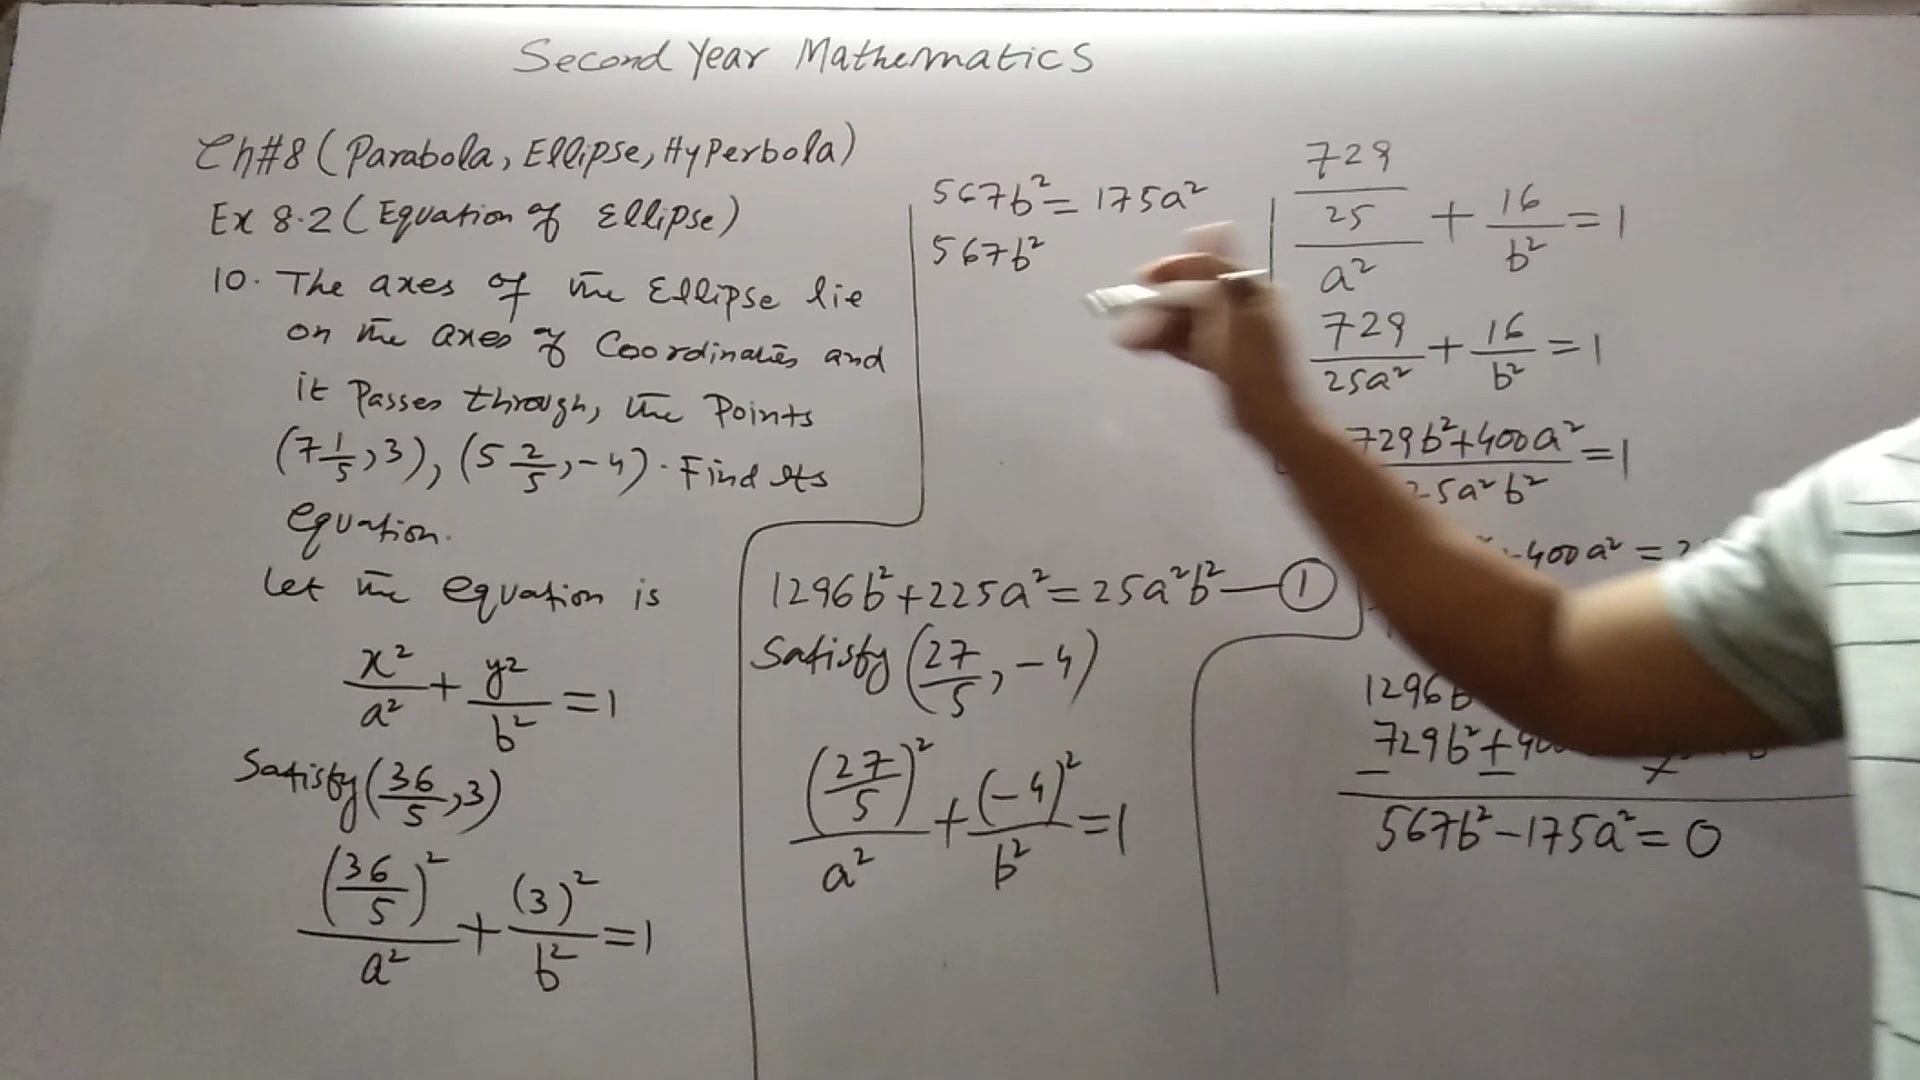 Second Year Mathematics
Ch#8 (Parabola, Ellipse, Hyperbola)
Ex 8.2 (Equation of Ellipse)
10. The axes of the Ellipse lie
on the axes of Coordinates and
it Passes through, the Points
(7 1/5, 3), (5 2/5, -4). Find its
equation.
Let the equation is
x²/a² + y²/b² = 1
Satisfy (36/5, 3)
(36/5)²/a² + (3)²/b² = 1
567b² = 175a²
567b²
1296b² + 225a² = 25a²b² — ①
Satisfy (27/5, -4)
(27/5)²/a² + (-4)²/b² = 1
729/25/a² + 16/b² = 1
729/25a² + 16/b² = 1
729b² + 400a²/25a²b² = 1
400a² =
1296b
729b² +
567b² - 175a² = 0